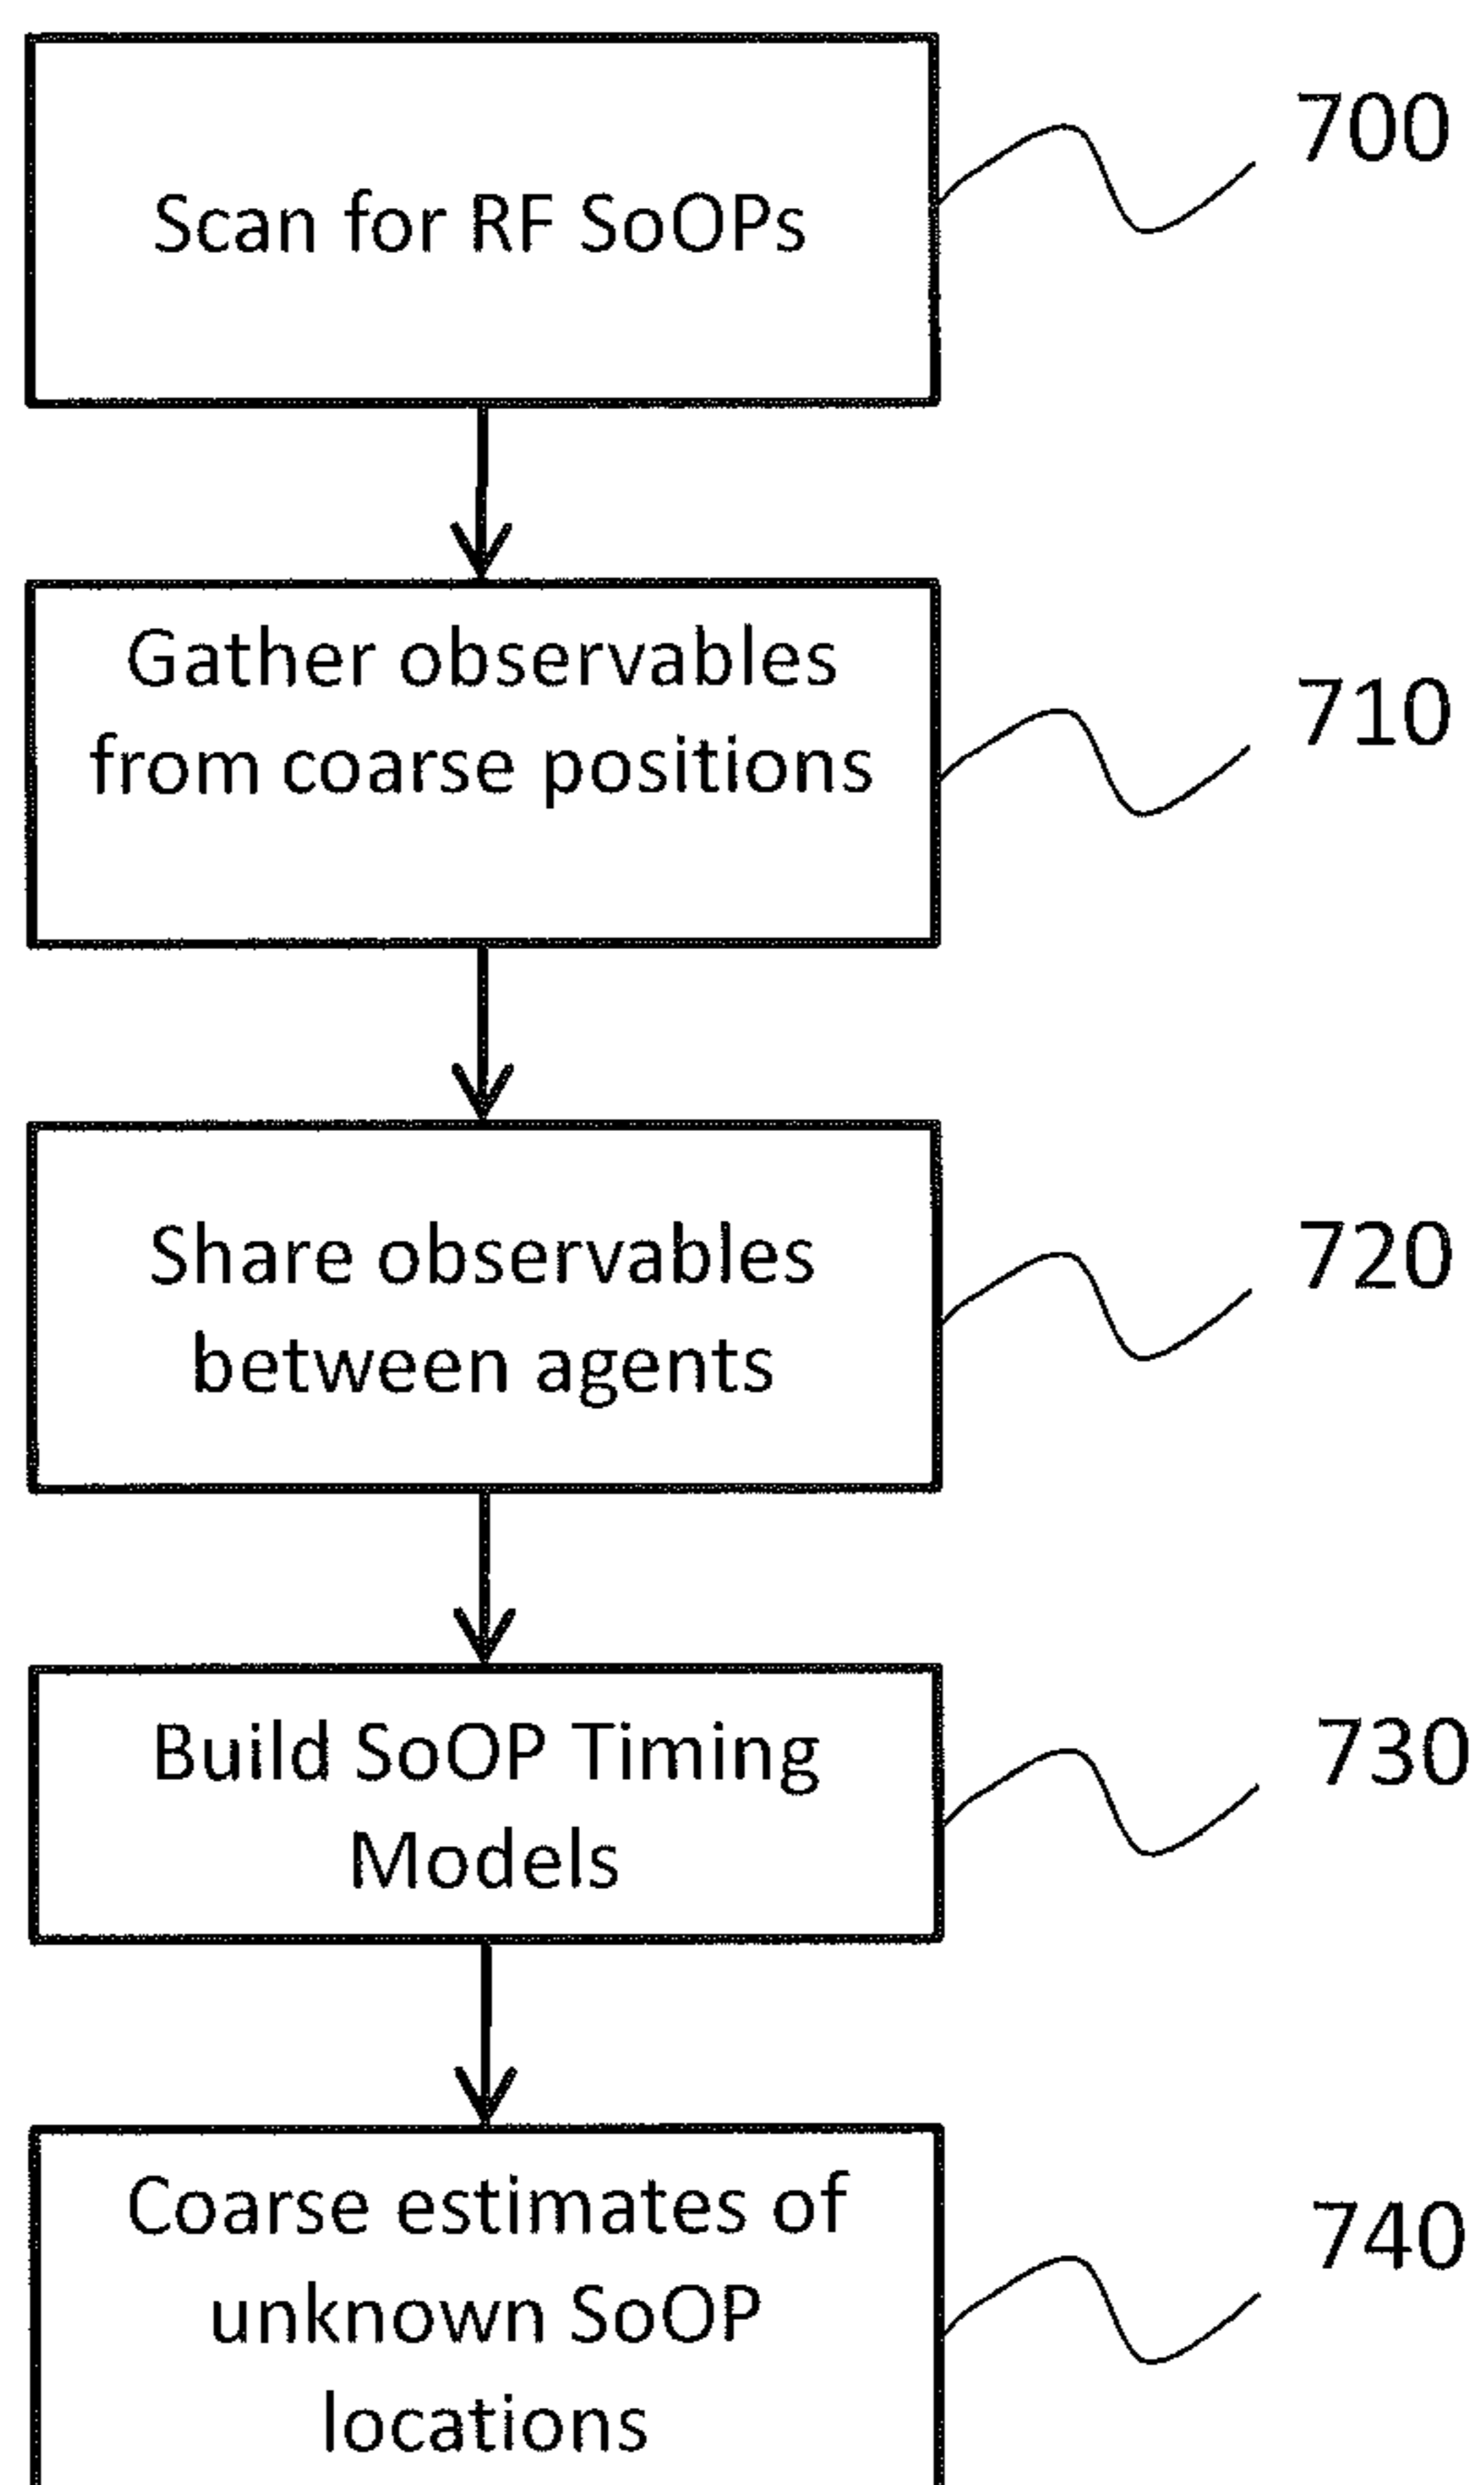 Scan for RF SoOPs
700
Gather observables
from coarse positions
710
Share observables
between agents
720
Build SoOP Timing
Models
730
Coarse estimates of
unknown SoOP
locations
740